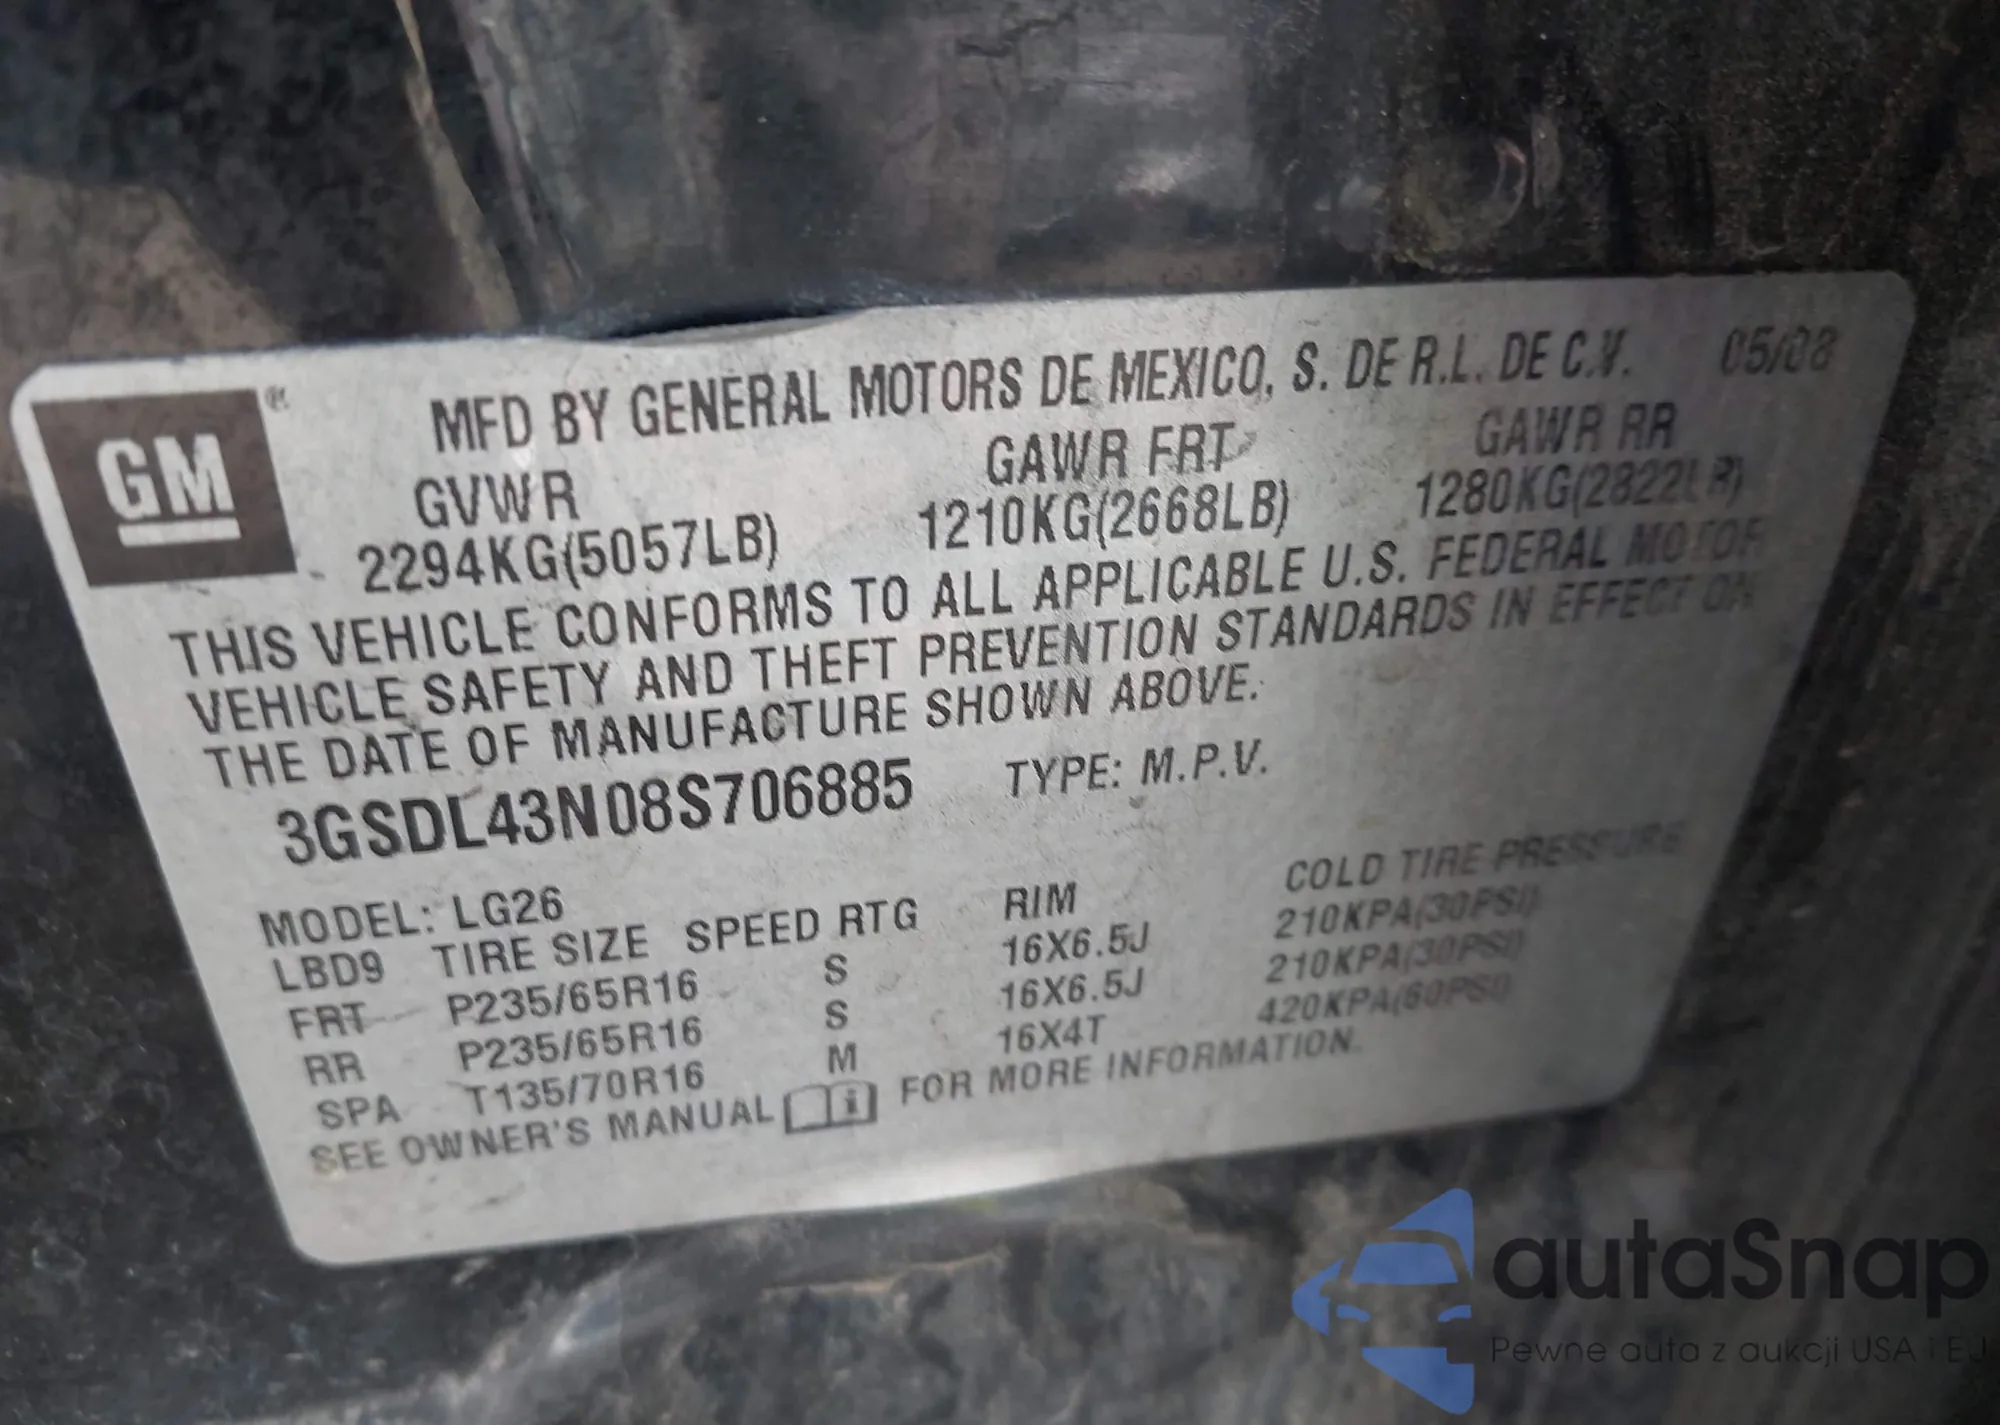 GM ®
MFD BY GENERAL MOTORS DE MEXICO, S. DE R.L. DE C.V. 05/08
GVWR GAWR FRT GAWR RR
2294KG(5057LB) 1210KG(2668LB) 1280KG(2822LB)
THIS VEHICLE CONFORMS TO ALL APPLICABLE U.S. FEDERAL MOTOR
VEHICLE SAFETY AND THEFT PREVENTION STANDARDS IN EFFECT ON
THE DATE OF MANUFACTURE SHOWN ABOVE.
3GSDL43N08S706885 TYPE: M.P.V.
MODEL: LG26
LBD9 TIRE SIZE SPEED RTG RIM COLD TIRE PRESSURE
FRT P235/65R16 S 16X6.5J 210KPA(30PSI)
RR P235/65R16 S 16X6.5J 210KPA(30PSI)
SPA T135/70R16 M 16X4T 420KPA(60PSI)
SEE OWNER'S MANUAL i FOR MORE INFORMATION.
autaSnap
Pewne auta z aukcji USA i EU